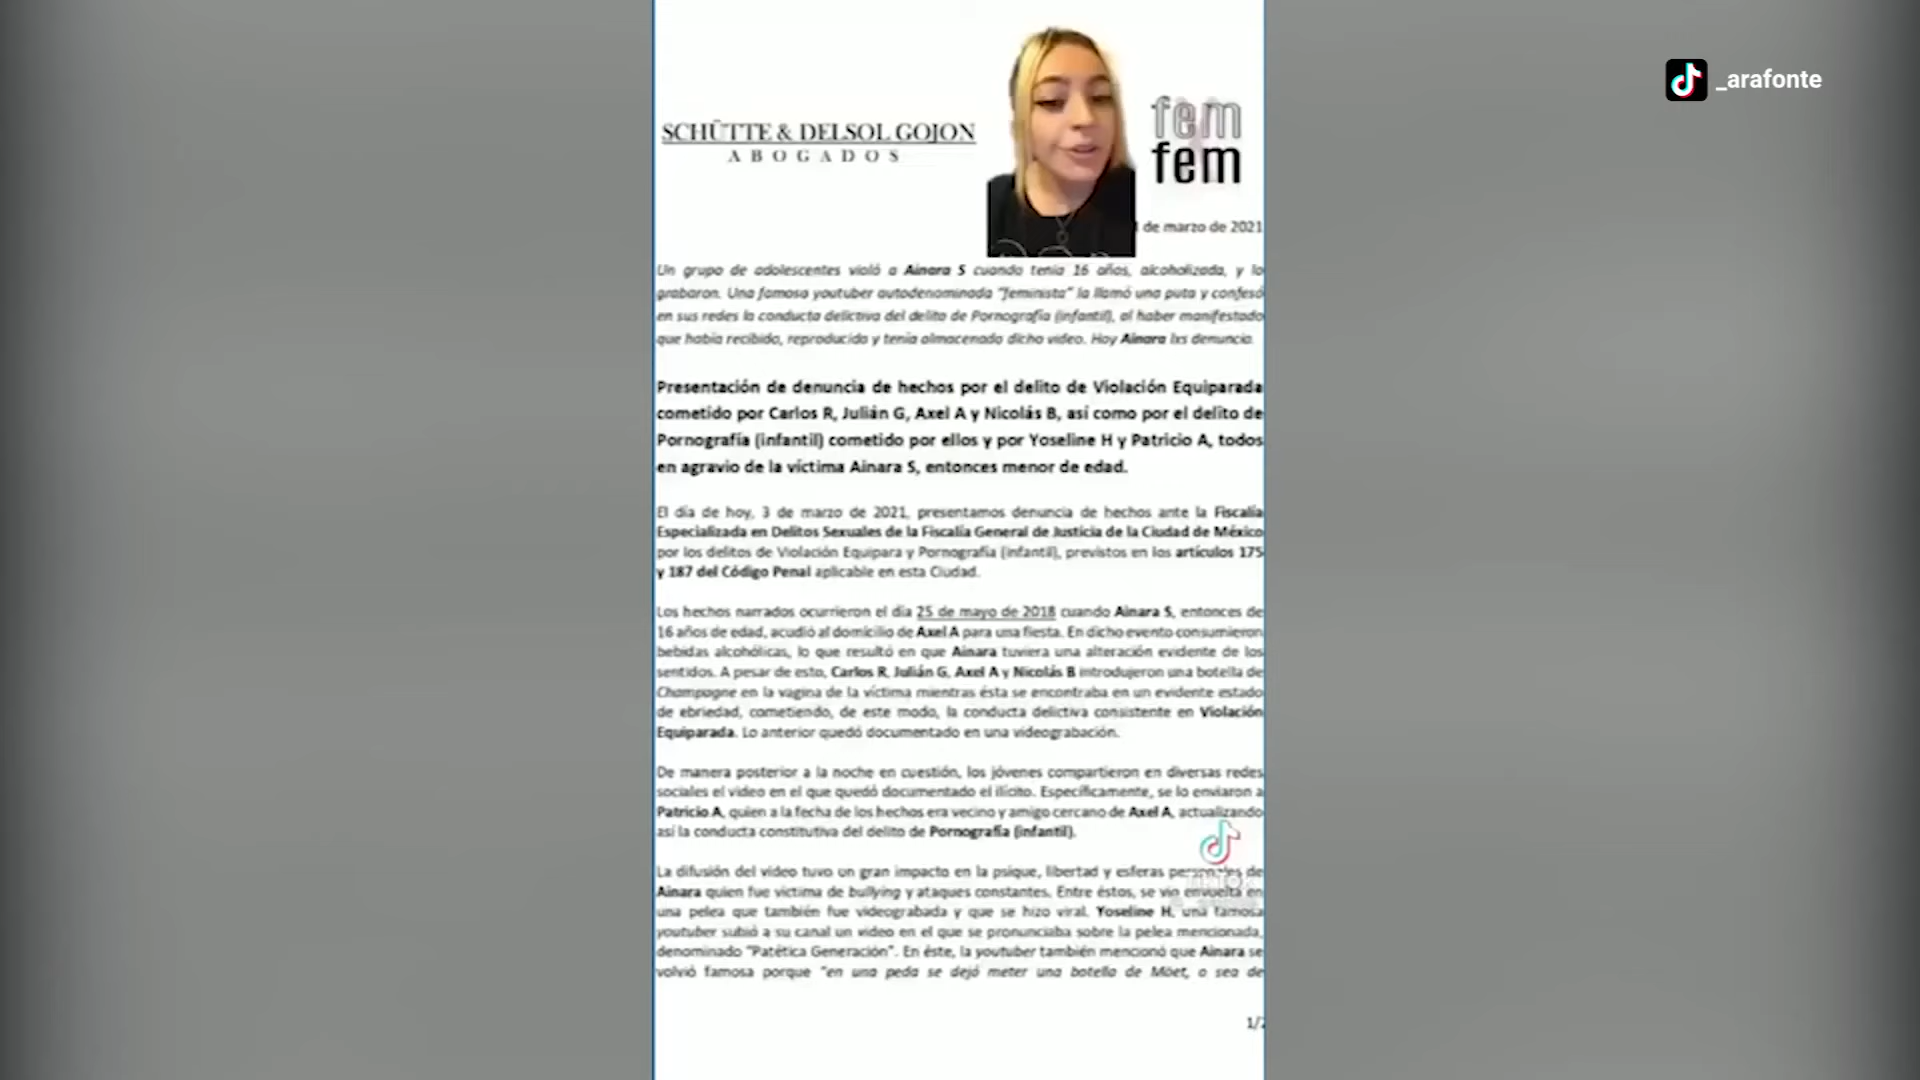 _arafonte
SCHÜTTE & DELSOL GOJON
ABOGADOS
fem
fem
de marzo de 2021
Un grupo de adolescentes violó a Ainara S cuando tenía 16 años, alcoholizada, y lo
grabaron. Una famosa youtuber autodenominada "feminista" la llamó una puta y confesó
en sus redes la conducta delictiva del delito de Pornografía (infantil), al haber manifestado
que había recibido, reproducido y tenía almacenado dicho video. Hoy Ainara lxs denuncia.
Presentación de denuncia de hechos por el delito de Violación Equiparada
cometido por Carlos R, Julián G, Axel A y Nicolás B, así como por el delito de
Pornografía (infantil) cometido por ellos y por Yoseline H y Patricio A, todos
en agravio de la víctima Ainara S, entonces menor de edad.
El día de hoy, 3 de marzo de 2021, presentamos denuncia de hechos ante la Fiscalía
Especializada en Delitos Sexuales de la Fiscalía General de Justicia de la Ciudad de México
por los delitos de Violación Equipara y Pornografía (infantil), previstos en los artículos 175
y 187 del Código Penal aplicable en esta Ciudad.
Los hechos narrados ocurrieron el día 25 de mayo de 2018 cuando Ainara S, entonces de
16 años de edad, acudió al domicilio de Axel A para una fiesta. En dicho evento consumieron
bebidas alcohólicas, lo que resultó en que Ainara tuviera una alteración evidente de los
sentidos. A pesar de esto, Carlos R, Julián G, Axel A y Nicolás B introdujeron una botella de
Champagne en la vagina de la víctima mientras ésta se encontraba en un evidente estado
de ebriedad, cometiendo, de este modo, la conducta delictiva consistente en Violación
Equiparada. Lo anterior quedó documentado en una videograbación.
De manera posterior a la noche en cuestión, los jóvenes compartieron en diversas redes
sociales el video en el que quedó documentado el ilícito. Específicamente, se lo enviaron a
Patricio A, quien a la fecha de los hechos era vecino y amigo cercano de Axel A, actualizando
así la conducta constitutiva del delito de Pornografía (infantil).
La difusión del video tuvo un gran impacto en la psique, libertad y esferas personales de
Ainara quien fue víctima de bullying y ataques constantes. Entre éstos, se vio envuelta en
una pelea que también fue videograbada y que se hizo viral. Yoseline H, una famosa
youtuber subió a su canal un video en el que se pronunciaba sobre la pelea mencionada,
denominado "Patética Generación". En éste, la youtuber también mencionó que Ainara se
volvió famosa porque "en una peda se dejó meter una botella de Möet, o sea de
1/2